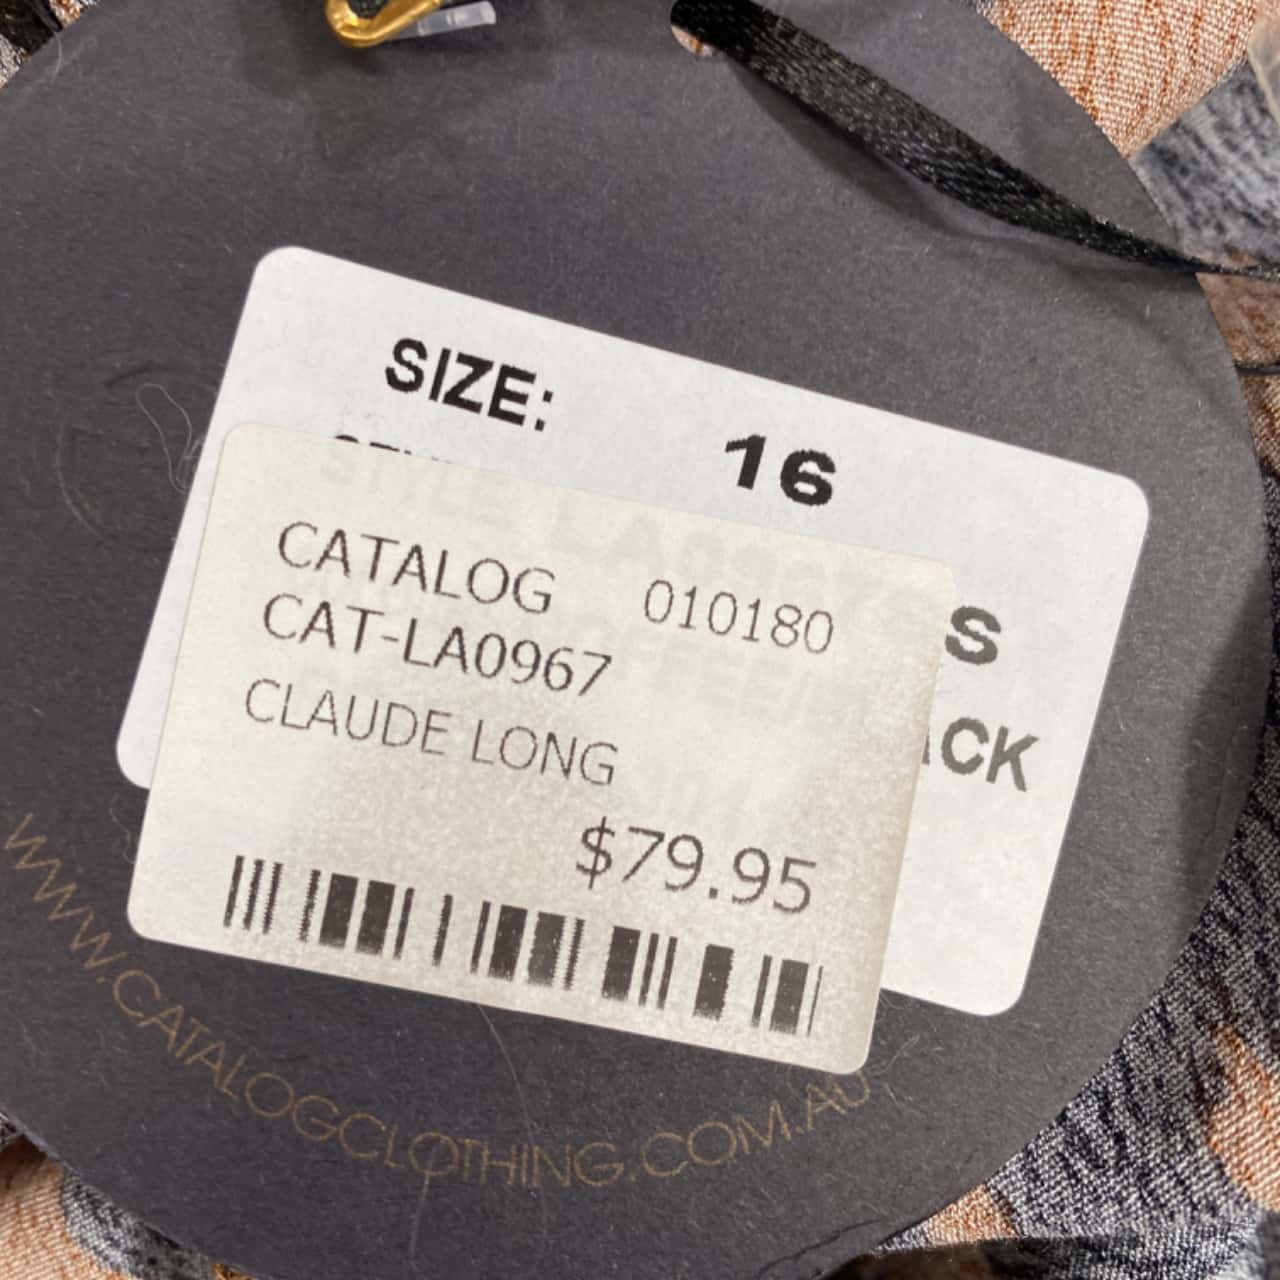 SIZE: 16
S
ACK
CATALOG 010180
CAT-LA0967
CLAUDE LONG
$79.95
WWW.CATALOGCLOTHING.COM.AU